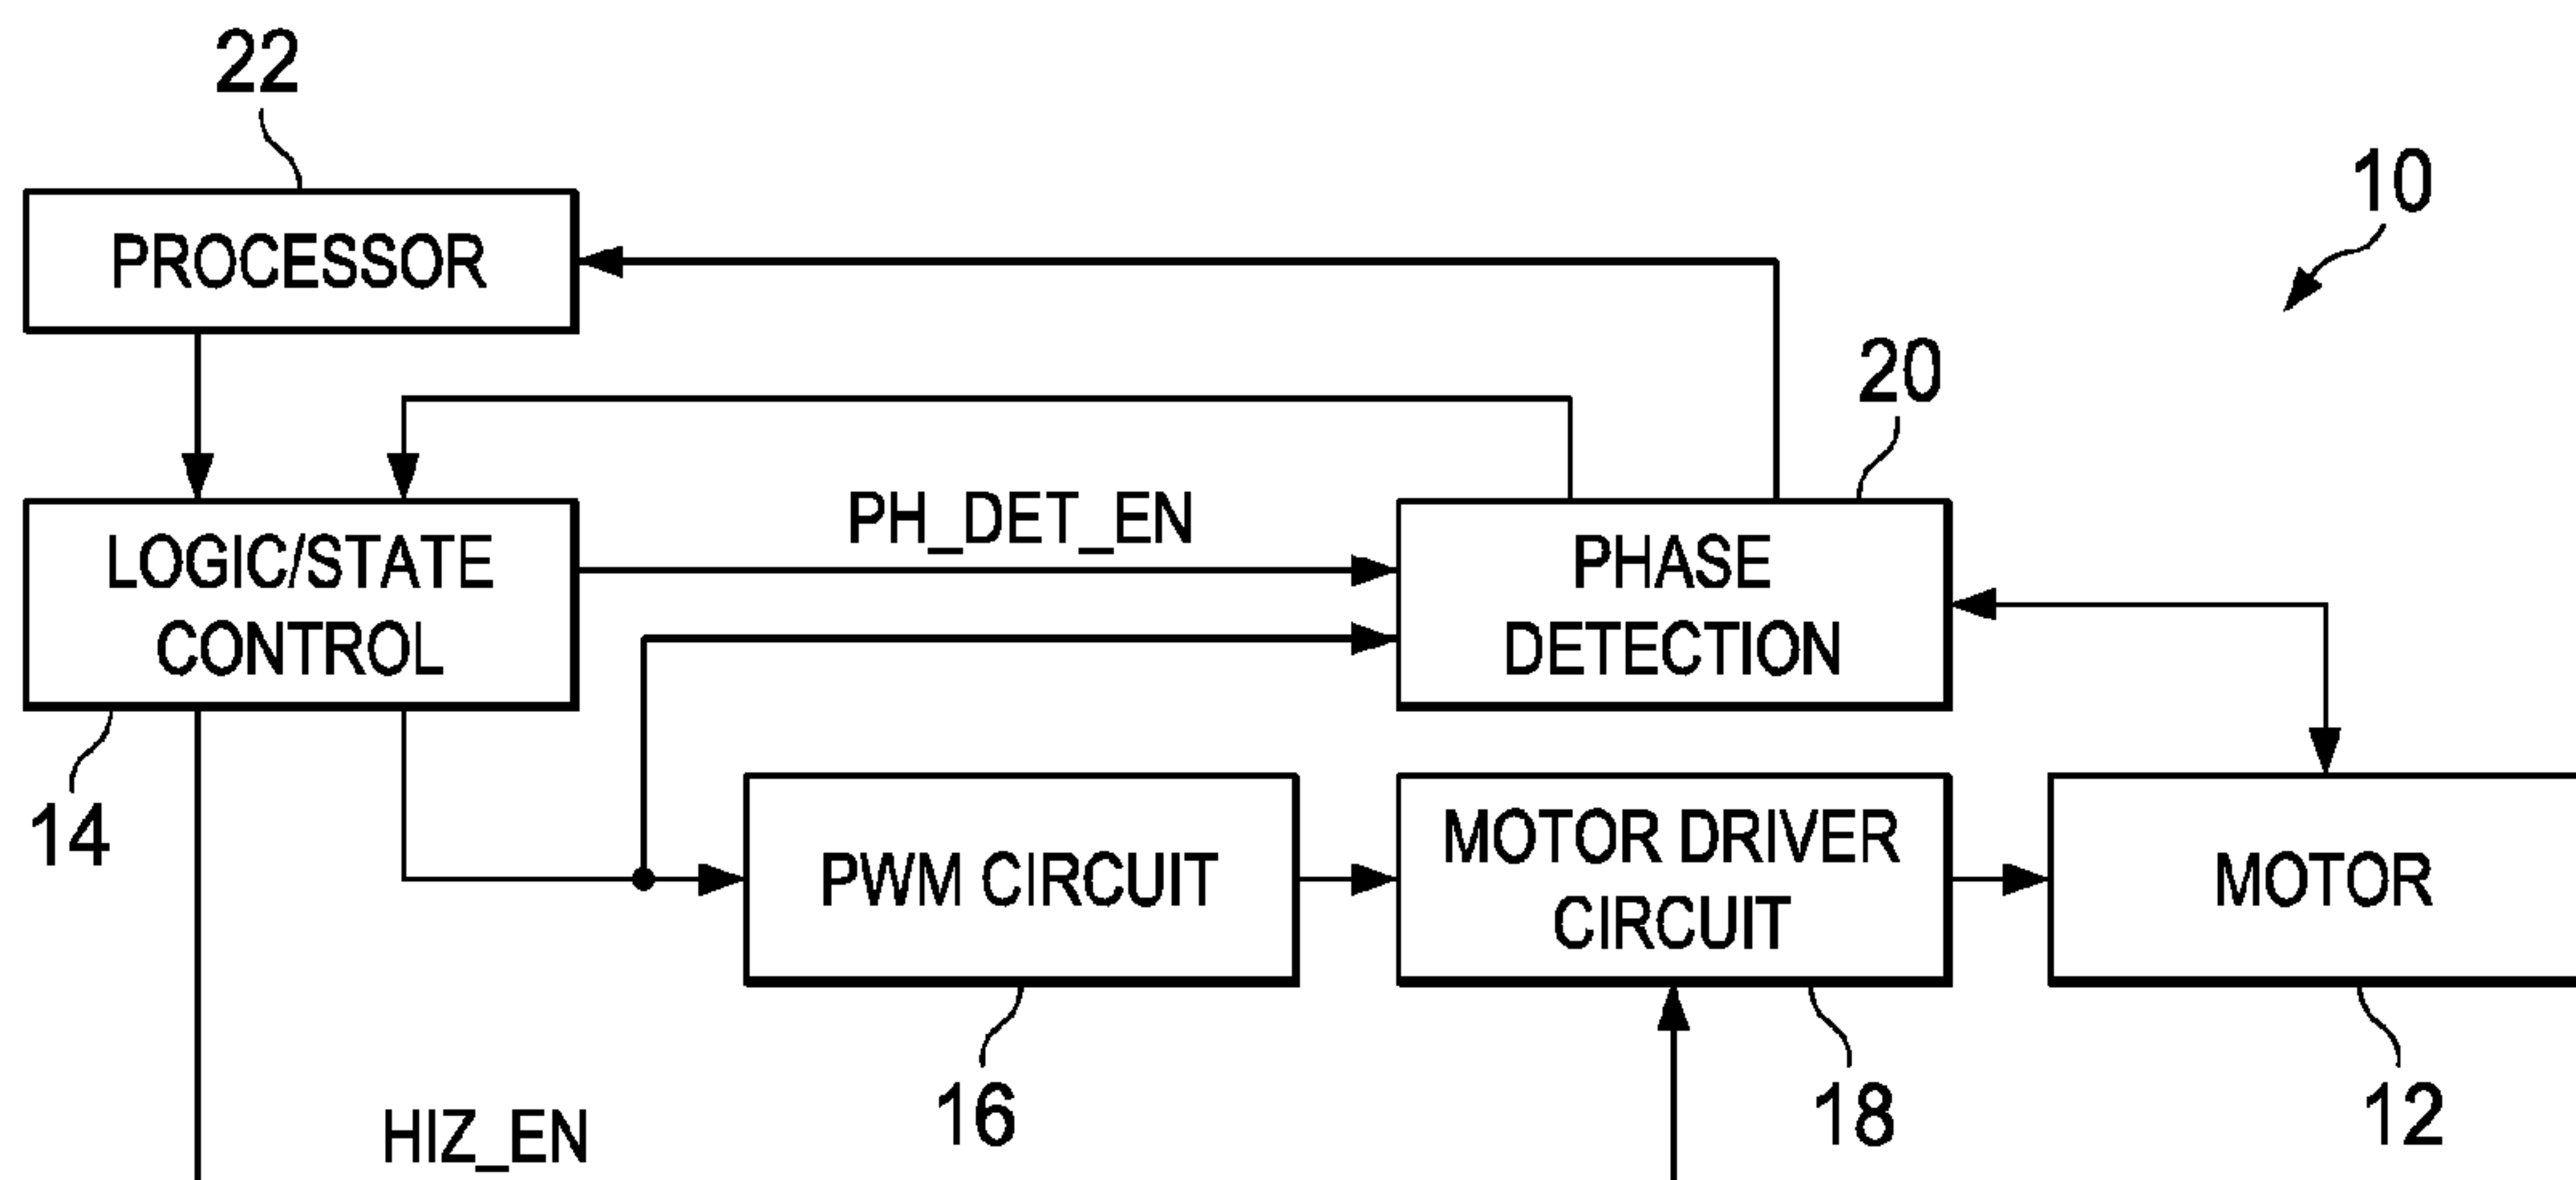 22
10
PROCESSOR
20
PH_DET_EN
LOGIC/STATE
CONTROL
PHASE
DETECTION
14
PWM CIRCUIT
MOTOR DRIVER
CIRCUIT
MOTOR
16
18
12
HIZ_EN